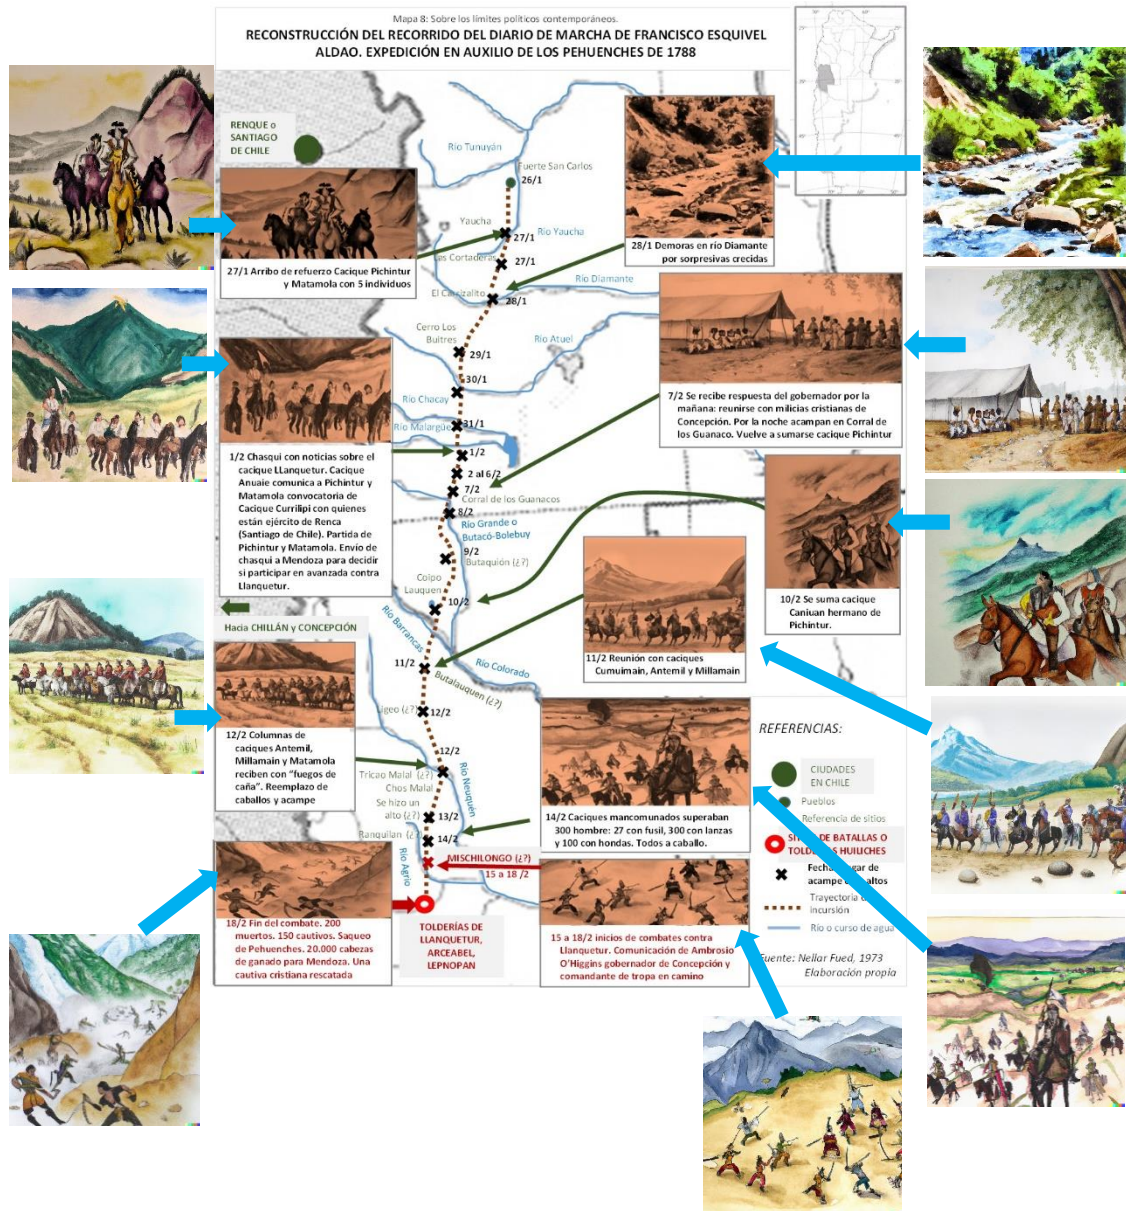 Mapa 8: Sobre los límites políticos contemporáneos.
RECONSTRUCCIÓN DEL RECORRIDO DEL DIARIO DE MARCHA DE FRANCISCO ESQUIVEL
ALDAO. EXPEDICIÓN EN AUXILIO DE LOS PEHUENCHES DE 1788
RENQUE o
SANTIAGO
DE CHILE
Río Tunuyán
Fuerte San Carlos
26/1
Yaucha
Río Yaucha
27/1
Las Cortaderas
27/1
27/1 Arribo de refuerzo Cacique Pichintur
y Matamola con 5 individuos
28/1 Demoras en río Diamante
por sorpresivas crecidas
Río Diamante
El Carrizalito
28/1
Cerro Los
Buitres
29/1
Río Atuel
30/1
Río Chacay
31/1
Río Malargüe
1/2
2 al 6/2
7/2
Corral de los Guanacos
8/2
7/2 Se recibe respuesta del gobernador por la
mañana: reunirse con milicias cristianas de
Concepción. Por la noche acampan en Corral de
los Guanaco. Vuelve a sumarse cacique Pichintur
1/2 Chasqui con noticias sobre el
cacique LLanquetur. Cacique
Anuaie comunica a Pichintur y
Matamola convocatoria de
Cacique Currilipi con quienes
están ejército de Renca
(Santiago de Chile). Partida de
Pichintur y Matamola. Envío de
chasqui a Mendoza para decidir
si participar en avanzada contra
Llanquetur.
Río Grande o
Butacó-Bolebuy
9/2
Butaquión (¿?)
Coipo
Lauquen
10/2
Río Barrancas
10/2 Se suma cacique
Caniuan hermano de
Pichintur.
Hacia CHILLÁN y CONCEPCIÓN
11/2
Río Colorado
Butalauquen (¿?)
11/2 Reunión con caciques
Cumuimain, Antemil y Millamain
Ligeo (¿?)
12/2
12/2 Columnas de
caciques Antemil,
Millamain y Matamola
reciben con "fuegos de
caña". Reemplazo de
caballos y acampe
12/2
Tricao Malal (¿?)
Chos Malal
Río Neuquén
Se hizo un
alto (¿?)
13/2
Ranquilan (¿?)
14/2
14/2 Caciques mancomunados superaban
300 hombre: 27 con fusil, 300 con lanzas
y 100 con hondas. Todos a caballo.
Río Agrio
MISCHILONGO (¿?)
15 a 18 /2
18/2 Fin del combate. 200
muertos. 150 cautivos. Saqueo
de Pehuenches. 20.000 cabezas
de ganado para Mendoza. Una
cautiva cristiana rescatada
TOLDERÍAS DE
LLANQUETUR,
ARCEABEL,
LEPNOPAN
15 a 18/2 inicios de combates contra
Llanquetur. Comunicación de Ambrosio
O'Higgins gobernador de Concepción y
comandante de tropa en camino
REFERENCIAS:
CIUDADES
EN CHILE
Pueblos
Referencia de sitios
DE BATALLAS O
HUILICHES
de
acampe
Trayectoria
incursión
Río o curso de agua
Fuente: Nellar Fued, 1973
Elaboración propia